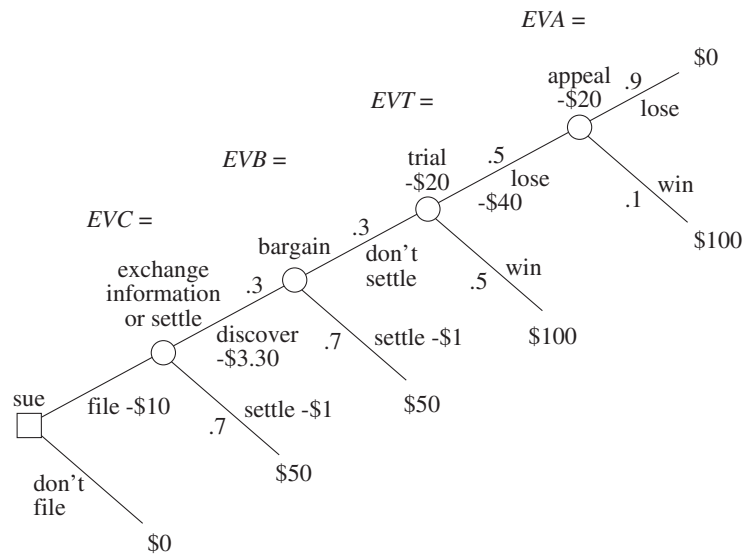 EVA =
$0
appeal
-$20
.9
lose
EVT =
trial
-$20
.5
lose
-$40
.1
win
$100
EVB =
bargain
.3
don't
settle
.5
win
$100
EVC =
exchange
information
or settle
.3
discover
-$3.30
.7
settle -$1
$50
sue
file -$10
.7
settle -$1
$50
don't
file
$0